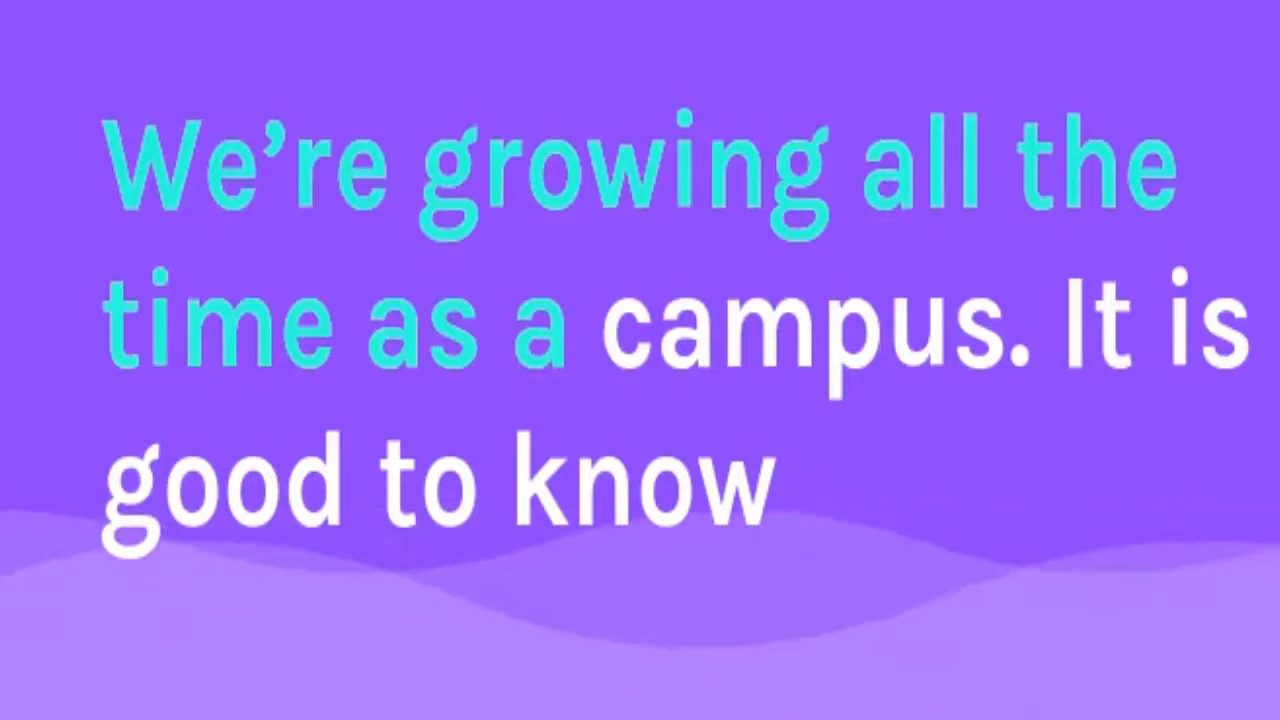 We’re growing all the
time as a campus. It is
good to know